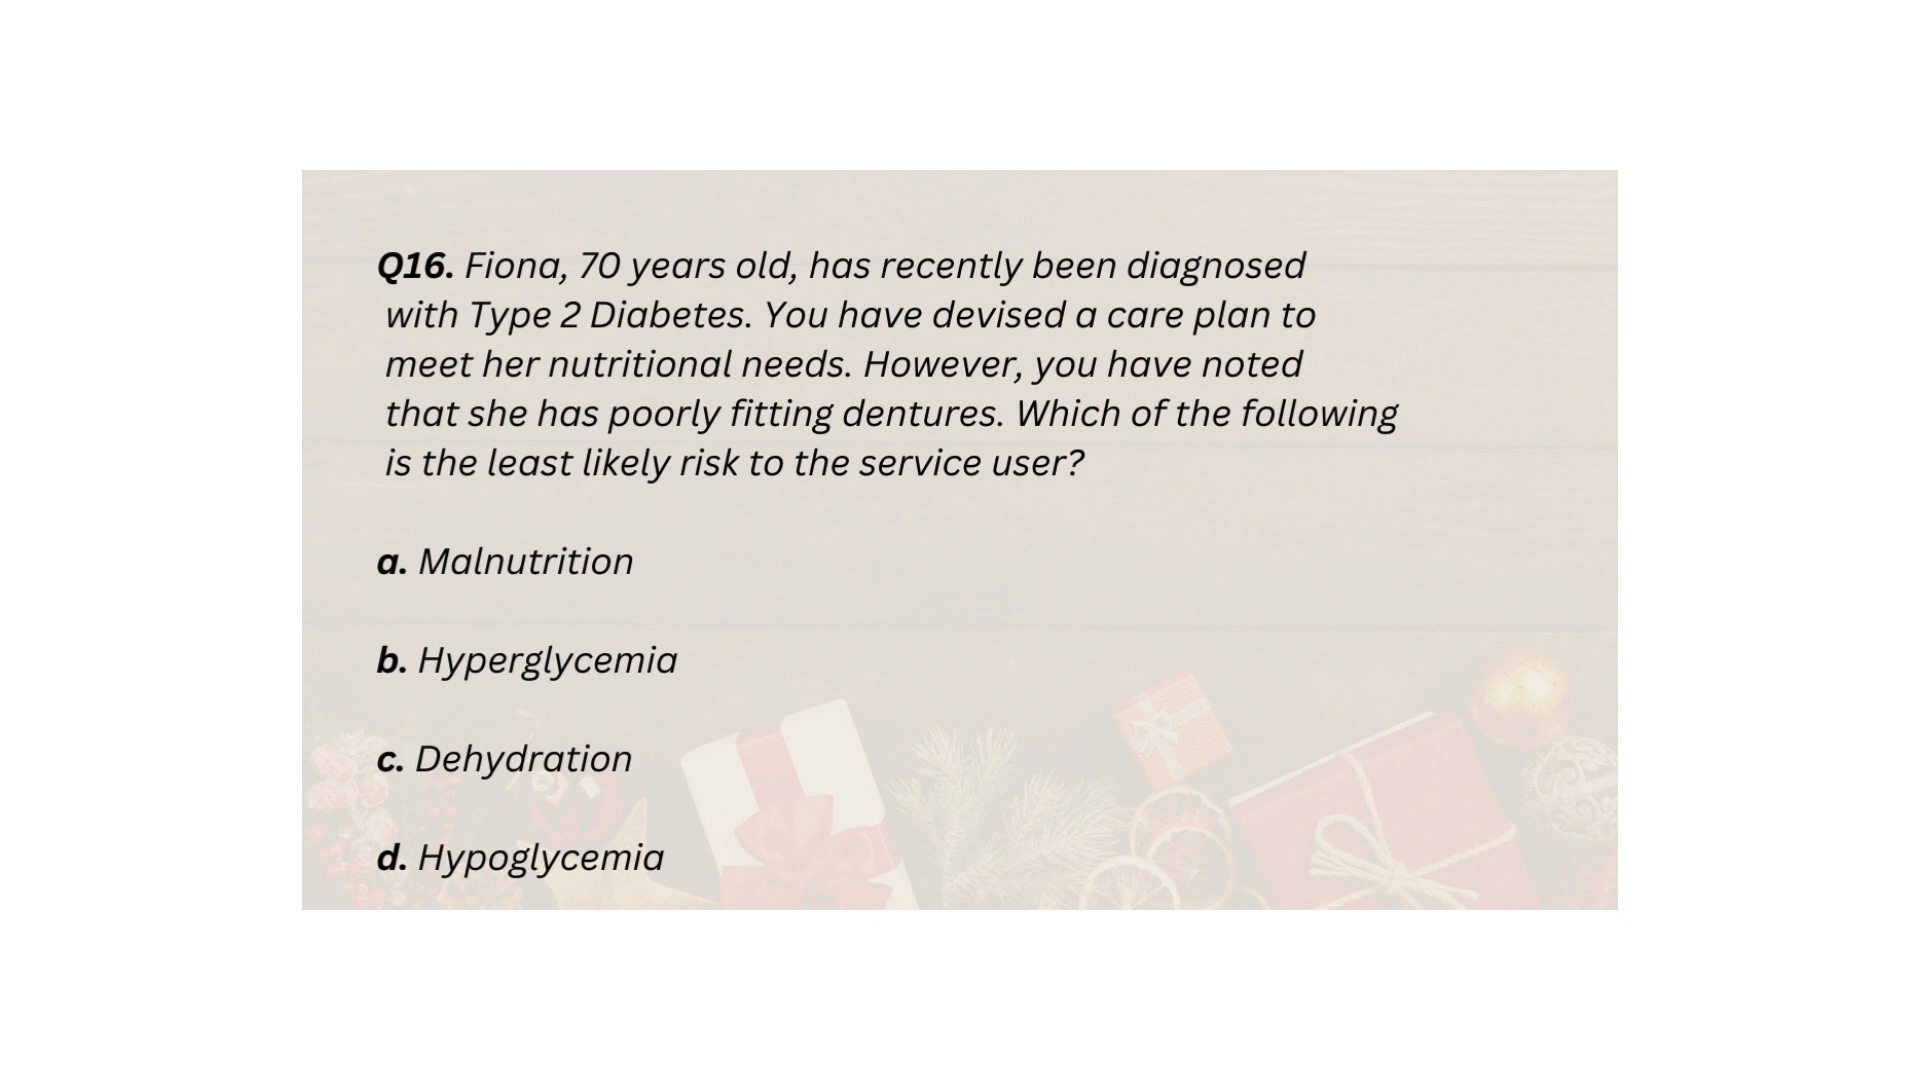 Q16. Fiona, 70 years old, has recently been diagnosed
with Type 2 Diabetes. You have devised a care plan to
meet her nutritional needs. However, you have noted
that she has poorly fitting dentures. Which of the following
is the least likely risk to the service user?
a. Malnutrition
b. Hyperglycemia
c. Dehydration
d. Hypoglycemia